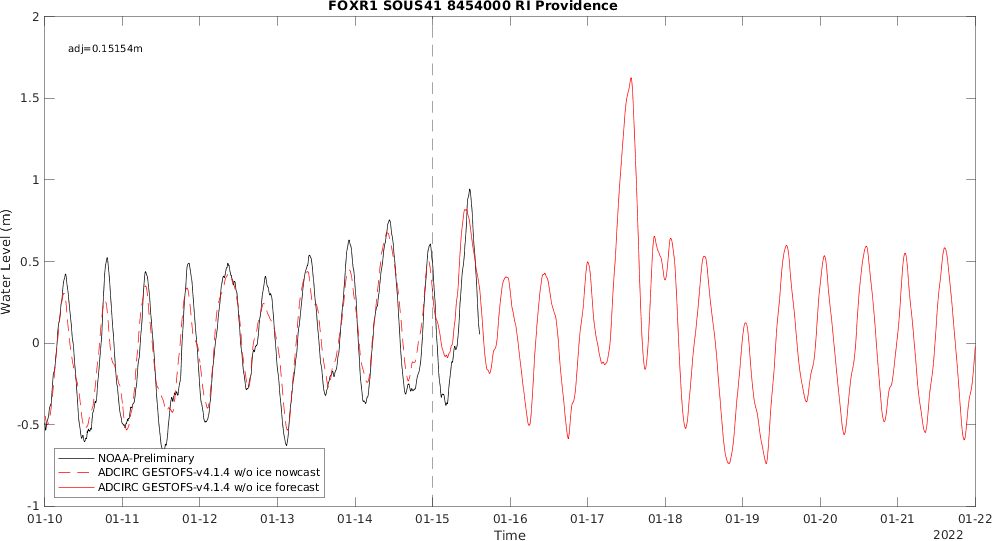 FOXR1 SOUS41 8454000 RI Providence
adj=0.15154m
Water Level (m)
2
1.5
1
0.5
0
-0.5
-1
NOAA-Preliminary
ADCIRC GESTOFS-v4.1.4 w/o ice nowcast
ADCIRC GESTOFS-v4.1.4 w/o ice forecast
01-10 01-11 01-12 01-13 01-14 01-15 01-16 01-17 01-18 01-19 01-20 01-21 01-22
Time
2022